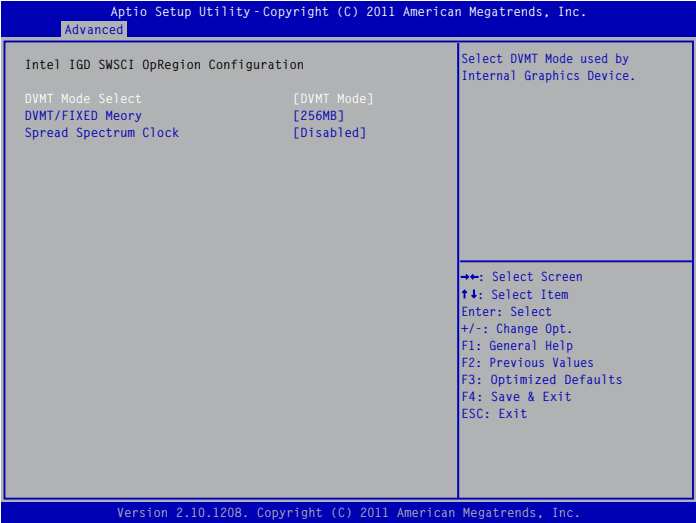 Aptio Setup Utility - Copyright (C) 2011 American Megatrends, Inc.
Advanced
Intel IGD SWSCI OpRegion Configuration
DVMT Mode Select [DVMT Mode]
DVMT/FIXED Meory [256MB]
Spread Spectrum Clock [Disabled]
Select DVMT Mode used by
Internal Graphics Device.
→←: Select Screen
↑↓: Select Item
Enter: Select
+/-: Change Opt.
F1: General Help
F2: Previous Values
F3: Optimized Defaults
F4: Save & Exit
ESC: Exit
Version 2.10.1208. Copyright (C) 2011 American Megatrends, Inc.